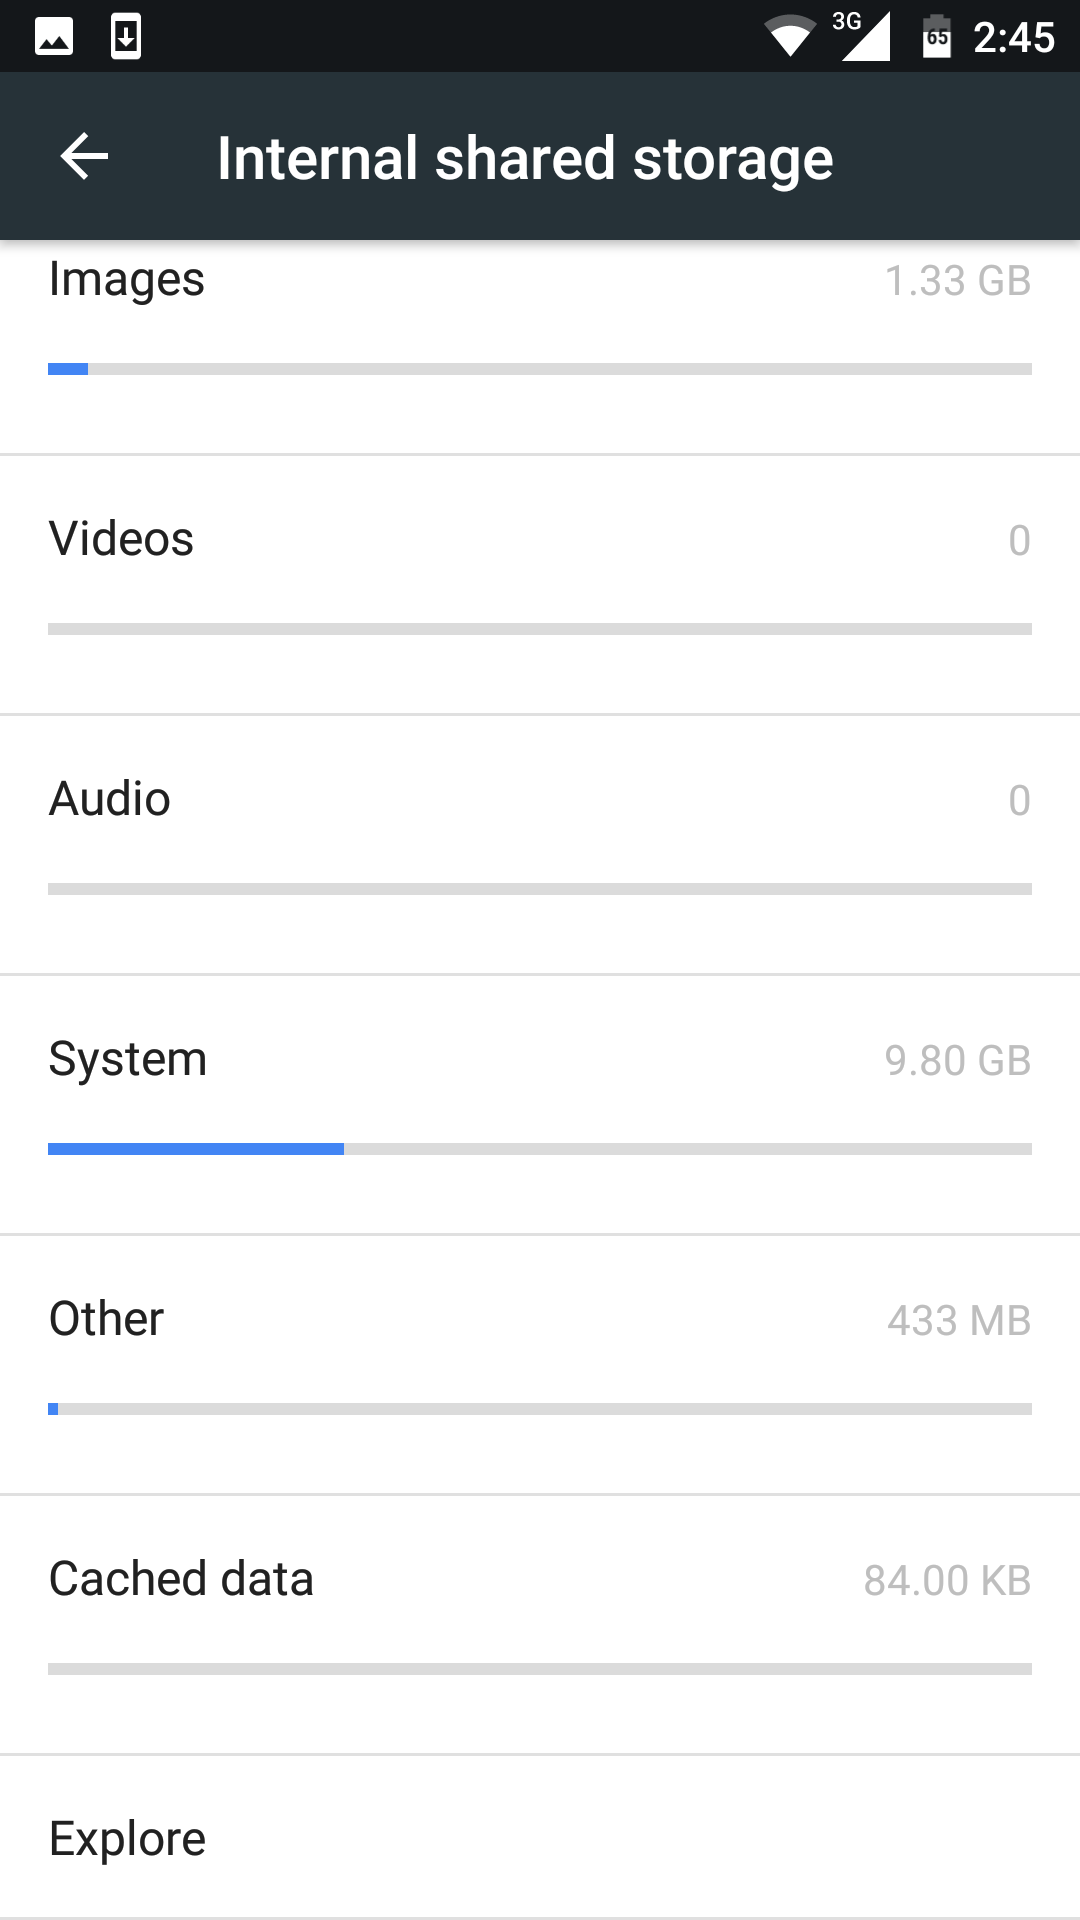 3G 65 2:45
Internal shared storage
Images 1.33 GB
Videos 0
Audio 0
System 9.80 GB
Other 433 MB
Cached data 84.00 KB
Explore